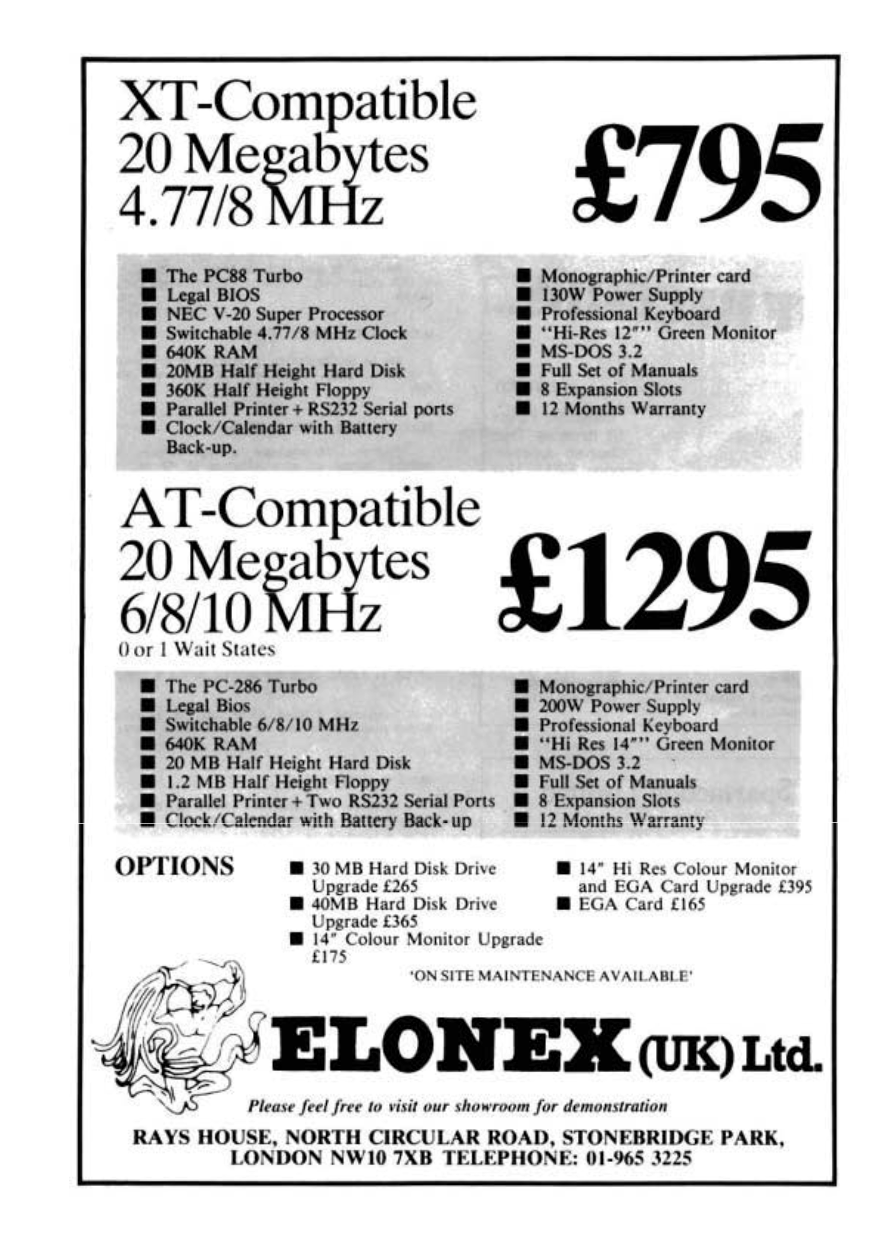 XT-Compatible
20 Megabytes
4.77/8 MHz
£795
■ The PC88 Turbo
■ Legal BIOS
■ NEC V-20 Super Processor
■ Switchable 4.77/8 MHz Clock
■ 640K RAM
■ 20MB Half Height Hard Disk
■ 360K Half Height Floppy
■ Parallel Printer + RS232 Serial ports
■ Clock/Calendar with Battery
Back-up.
■ Monographic/Printer card
■ 130W Power Supply
■ Professional Keyboard
■ "Hi-Res 12"" Green Monitor
■ MS-DOS 3.2
■ Full Set of Manuals
■ 8 Expansion Slots
■ 12 Months Warranty
AT-Compatible
20 Megabytes
6/8/10 MHz
0 or 1 Wait States
£1295
■ The PC-286 Turbo
■ Legal Bios
■ Switchable 6/8/10 MHz
■ 640K RAM
■ 20 MB Half Height Hard Disk
■ 1.2 MB Half Height Floppy
■ Parallel Printer + Two RS232 Serial Ports
■ Clock/Calendar with Battery Back-up
■ Monographic/Printer card
■ 200W Power Supply
■ Professional Keyboard
■ "Hi Res 14"" Green Monitor
■ MS-DOS 3.2
■ Full Set of Manuals
■ 8 Expansion Slots
■ 12 Months Warranty
OPTIONS
■ 30 MB Hard Disk Drive
Upgrade £265
■ 40MB Hard Disk Drive
Upgrade £365
■ 14" Colour Monitor Upgrade
£175
■ 14" Hi Res Colour Monitor
and EGA Card Upgrade £395
■ EGA Card £165
'ON SITE MAINTENANCE AVAILABLE'
ELONEX (UK) Ltd.
Please feel free to visit our showroom for demonstration
RAYS HOUSE, NORTH CIRCULAR ROAD, STONEBRIDGE PARK,
LONDON NW10 7XB TELEPHONE: 01-965 3225